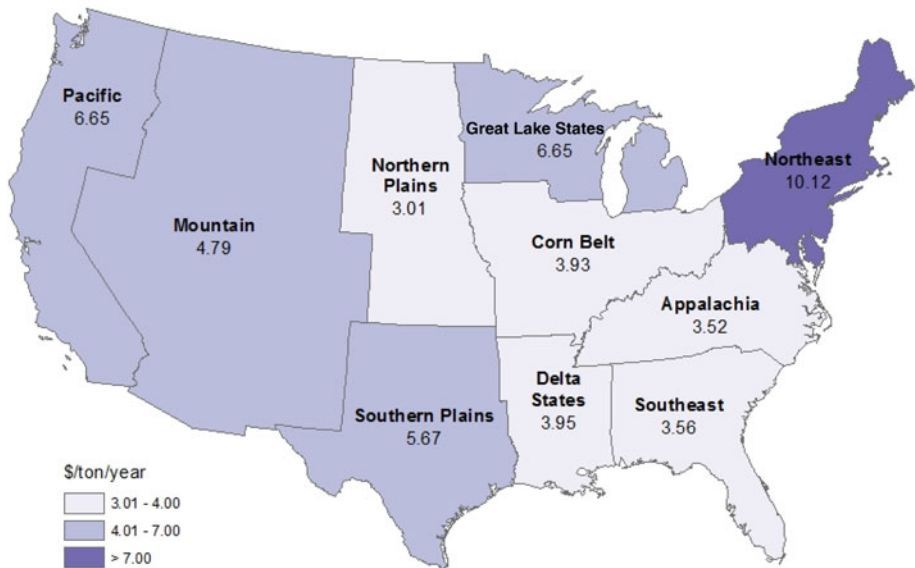 Pacific
6.65
Mountain
4.79
Northern
Plains
3.01
Great Lake States
6.65
Northeast
10.12
Corn Belt
3.93
Appalachia
3.52
Southern Plains
5.67
Delta
States
3.95
Southeast
3.56
$/ton/year
3.01 - 4.00
4.01 - 7.00
> 7.00